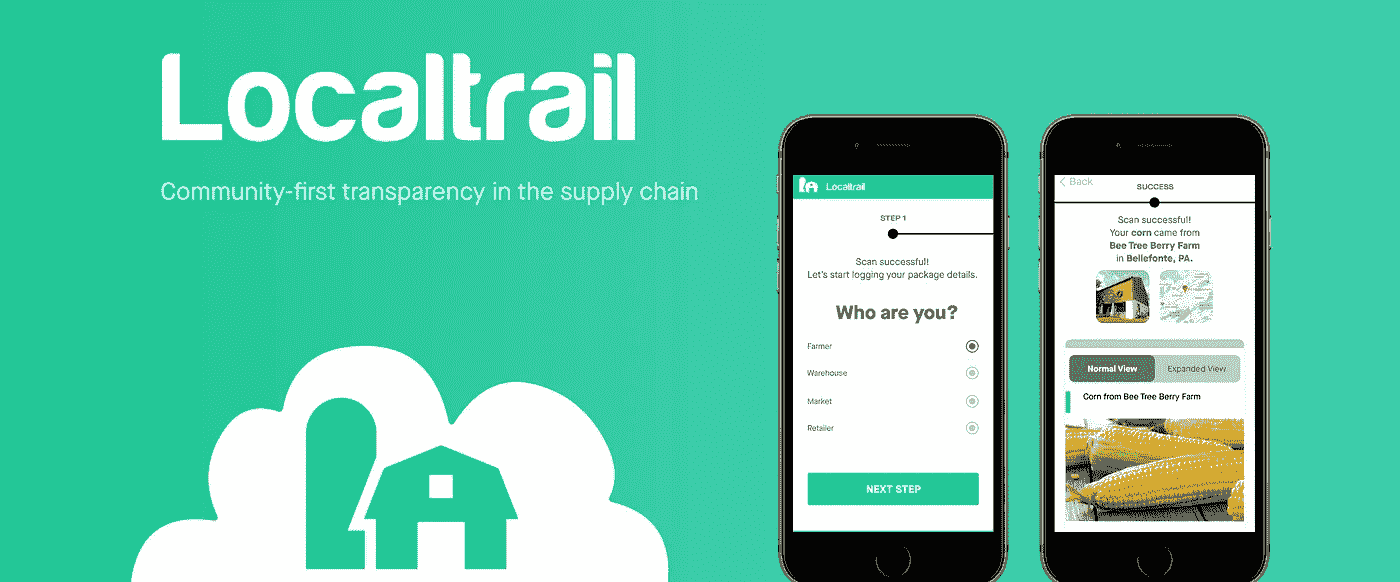 Localtrail
Community-first transparency in the supply chain
Localtrail
STEP 1
Scan successful!
Let's start logging your package details.
Who are you?
Farmer
Warehouse
Market
Retailer
NEXT STEP
Back
SUCCESS
Scan successful!
Your corn came from
Bee Tree Berry Farm
in Bellefonte, PA.
Normal View
Expanded View
Corn from Bee Tree Berry Farm